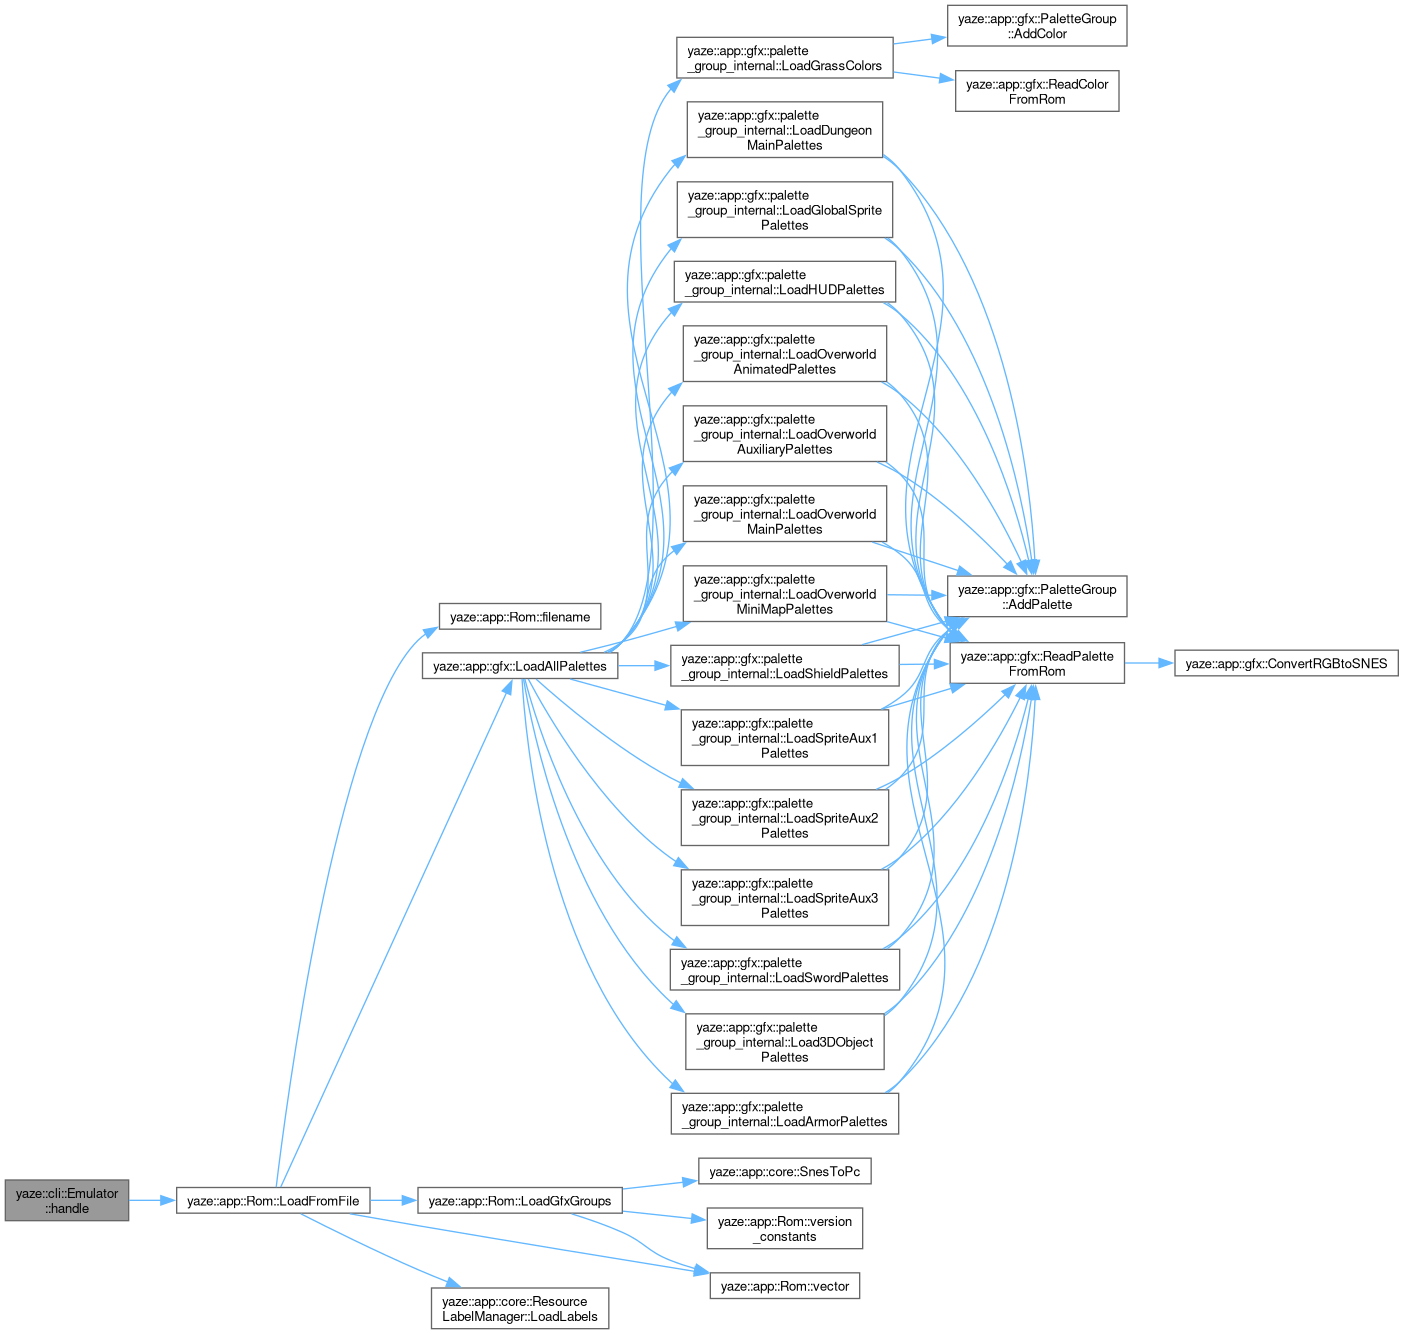 yaze::app::gfx::PaletteGroup
::AddColor
yaze::app::gfx::palette
_group_internal::LoadGrassColors
yaze::app::gfx::ReadColor
FromRom
yaze::app::gfx::palette
_group_internal::LoadDungeon
MainPalettes
yaze::app::gfx::palette
_group_internal::LoadGlobalSprite
Palettes
yaze::app::gfx::palette
_group_internal::LoadHUDPalettes
yaze::app::gfx::palette
_group_internal::LoadOverworld
AnimatedPalettes
yaze::app::gfx::palette
_group_internal::LoadOverworld
AuxiliaryPalettes
yaze::app::gfx::palette
_group_internal::LoadOverworld
MainPalettes
yaze::app::gfx::palette
_group_internal::LoadOverworld
MiniMapPalettes
yaze::app::gfx::PaletteGroup
::AddPalette
yaze::app::Rom::filename
yaze::app::gfx::LoadAllPalettes
yaze::app::gfx::palette
_group_internal::LoadShieldPalettes
yaze::app::gfx::ReadPalette
FromRom
yaze::app::gfx::ConvertRGBtoSNES
yaze::app::gfx::palette
_group_internal::LoadSpriteAux1
Palettes
yaze::app::gfx::palette
_group_internal::LoadSpriteAux2
Palettes
yaze::app::gfx::palette
_group_internal::LoadSpriteAux3
Palettes
yaze::app::gfx::palette
_group_internal::LoadSwordPalettes
yaze::app::gfx::palette
_group_internal::Load3DObject
Palettes
yaze::app::gfx::palette
_group_internal::LoadArmorPalettes
yaze::cli::Emulator
::handle
yaze::app::Rom::LoadFromFile
yaze::app::Rom::LoadGfxGroups
yaze::app::core::SnesToPc
yaze::app::Rom::version
_constants
yaze::app::Rom::vector
yaze::app::core::Resource
LabelManager::LoadLabels